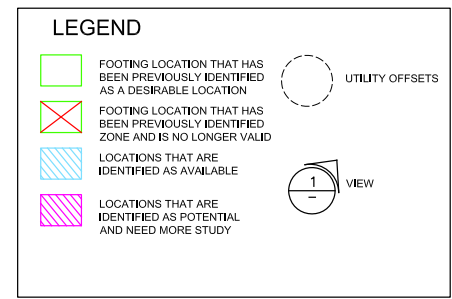 LEGEND
FOOTING LOCATION THAT HAS
BEEN PREVIOUSLY IDENTIFIED
AS A DESIRABLE LOCATION
FOOTING LOCATION THAT HAS
BEEN PREVIOUSLY IDENTIFIED
ZONE AND IS NO LONGER VALID
LOCATIONS THAT ARE
IDENTIFIED AS AVAILABLE
LOCATIONS THAT ARE
IDENTIFIED AS POTENTIAL
AND NEED MORE STUDY
UTILITY OFFSETS
1
–
VIEW